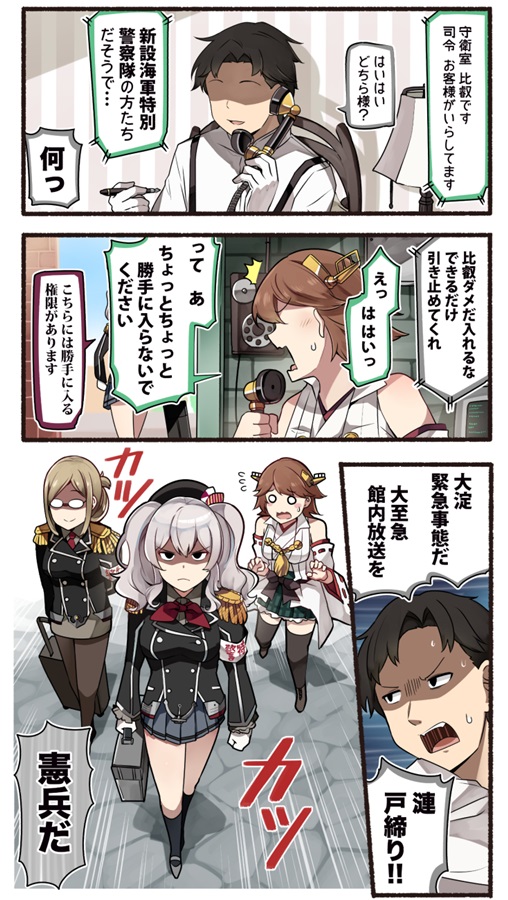 守衛室 比叡です
司令 お客様がいらしてます
はいはい
どちら様？
新設海軍特別
警察隊の方たち
だそうで…
何っ
比叡ダメだ入れるな
できるだけ
引き止めてくれ
えっ ははいっ
って あ
ちょっとちょっと
勝手に入らないで
ください
こちらには勝手に入る
権限があります
大淀
緊急事態だ
大至急
館内放送を
漣
戸締り!!
カッ
カッ
憲兵だ